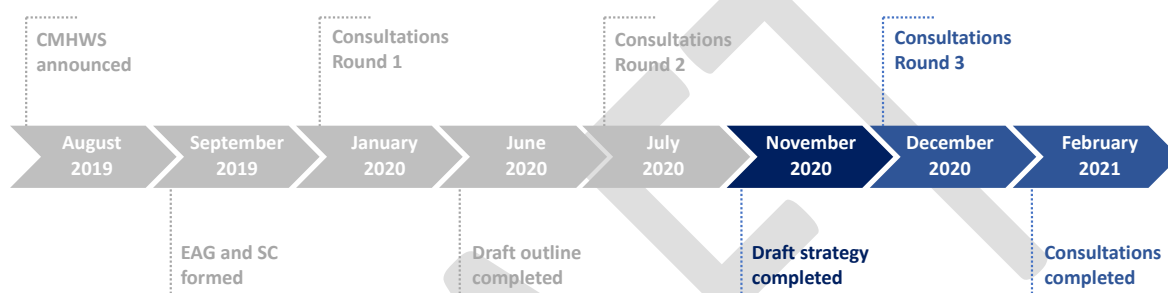 CMHWS
announced
Consultations
Round 1
Consultations
Round 2
Consultations
Round 3
August
2019
September
2019
January
2020
June
2020
July
2020
November
2020
December
2020
February
2021
EAG and SC
formed
Draft outline
completed
Draft strategy
completed
Consultations
completed